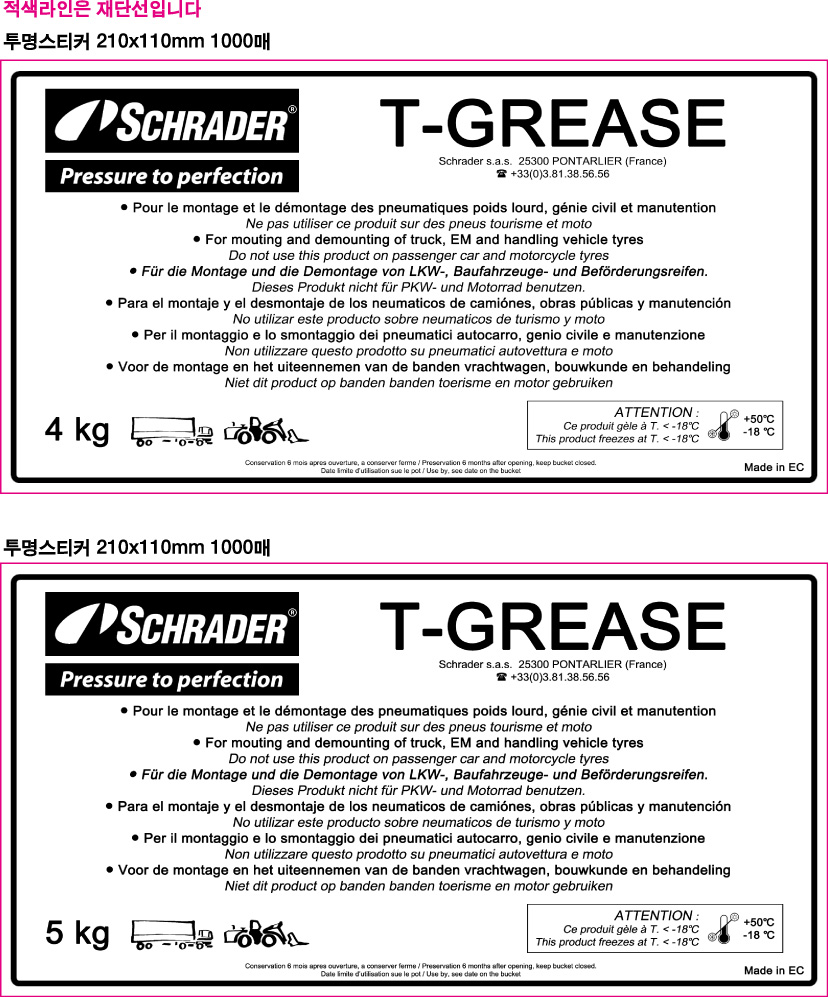 적색라인은 재단선입니다
투명스티커 210x110mm 1000매
SCHRADER®
Pressure to perfection
T-GREASE
Schrader s.a.s. 25300 PONTARLIER (France)
☎ +33(0)3.81.38.56.56
● Pour le montage et le démontage des pneumatiques poids lourd, génie civil et manutention
Ne pas utiliser ce produit sur des pneus tourisme et moto
● For mouting and demounting of truck, EM and handling vehicle tyres
Do not use this product on passenger car and motorcycle tyres
● Für die Montage und die Demontage von LKW-, Baufahrzeuge- und Beförderungsreifen.
Dieses Produkt nicht für PKW- und Motorrad benutzen.
● Para el montaje y el desmontaje de los neumaticos de camiónes, obras públicas y manutención
No utilizar este producto sobre neumaticos de turismo y moto
● Per il montaggio e lo smontaggio dei pneumatici autocarro, genio civile e manutenzione
Non utilizzare questo prodotto su pneumatici autovettura e moto
● Voor de montage en het uiteennemen van de banden vrachtwagen, bouwkunde en behandeling
Niet dit product op banden banden toerisme en motor gebruiken
4 kg
ATTENTION :
Ce produit gèle à T. < -18ºC
This product freezes at T. < -18ºC
+50℃
-18 ℃
Conservation 6 mois apres ouverture, a conserver ferme / Preservation 6 months after opening, keep bucket closed.
Date limite d'utilisation sue le pot / Use by, see date on the bucket
Made in EC
투명스티커 210x110mm 1000매
SCHRADER®
Pressure to perfection
T-GREASE
Schrader s.a.s. 25300 PONTARLIER (France)
☎ +33(0)3.81.38.56.56
● Pour le montage et le démontage des pneumatiques poids lourd, génie civil et manutention
Ne pas utiliser ce produit sur des pneus tourisme et moto
● For mouting and demounting of truck, EM and handling vehicle tyres
Do not use this product on passenger car and motorcycle tyres
● Für die Montage und die Demontage von LKW-, Baufahrzeuge- und Beförderungsreifen.
Dieses Produkt nicht für PKW- und Motorrad benutzen.
● Para el montaje y el desmontaje de los neumaticos de camiónes, obras públicas y manutención
No utilizar este producto sobre neumaticos de turismo y moto
● Per il montaggio e lo smontaggio dei pneumatici autocarro, genio civile e manutenzione
Non utilizzare questo prodotto su pneumatici autovettura e moto
● Voor de montage en het uiteennemen van de banden vrachtwagen, bouwkunde en behandeling
Niet dit product op banden banden toerisme en motor gebruiken
5 kg
ATTENTION :
Ce produit gèle à T. < -18ºC
This product freezes at T. < -18ºC
+50℃
-18 ℃
Conservation 6 mois apres ouverture, a conserver ferme / Preservation 6 months after opening, keep bucket closed.
Date limite d'utilisation sue le pot / Use by, see date on the bucket
Made in EC